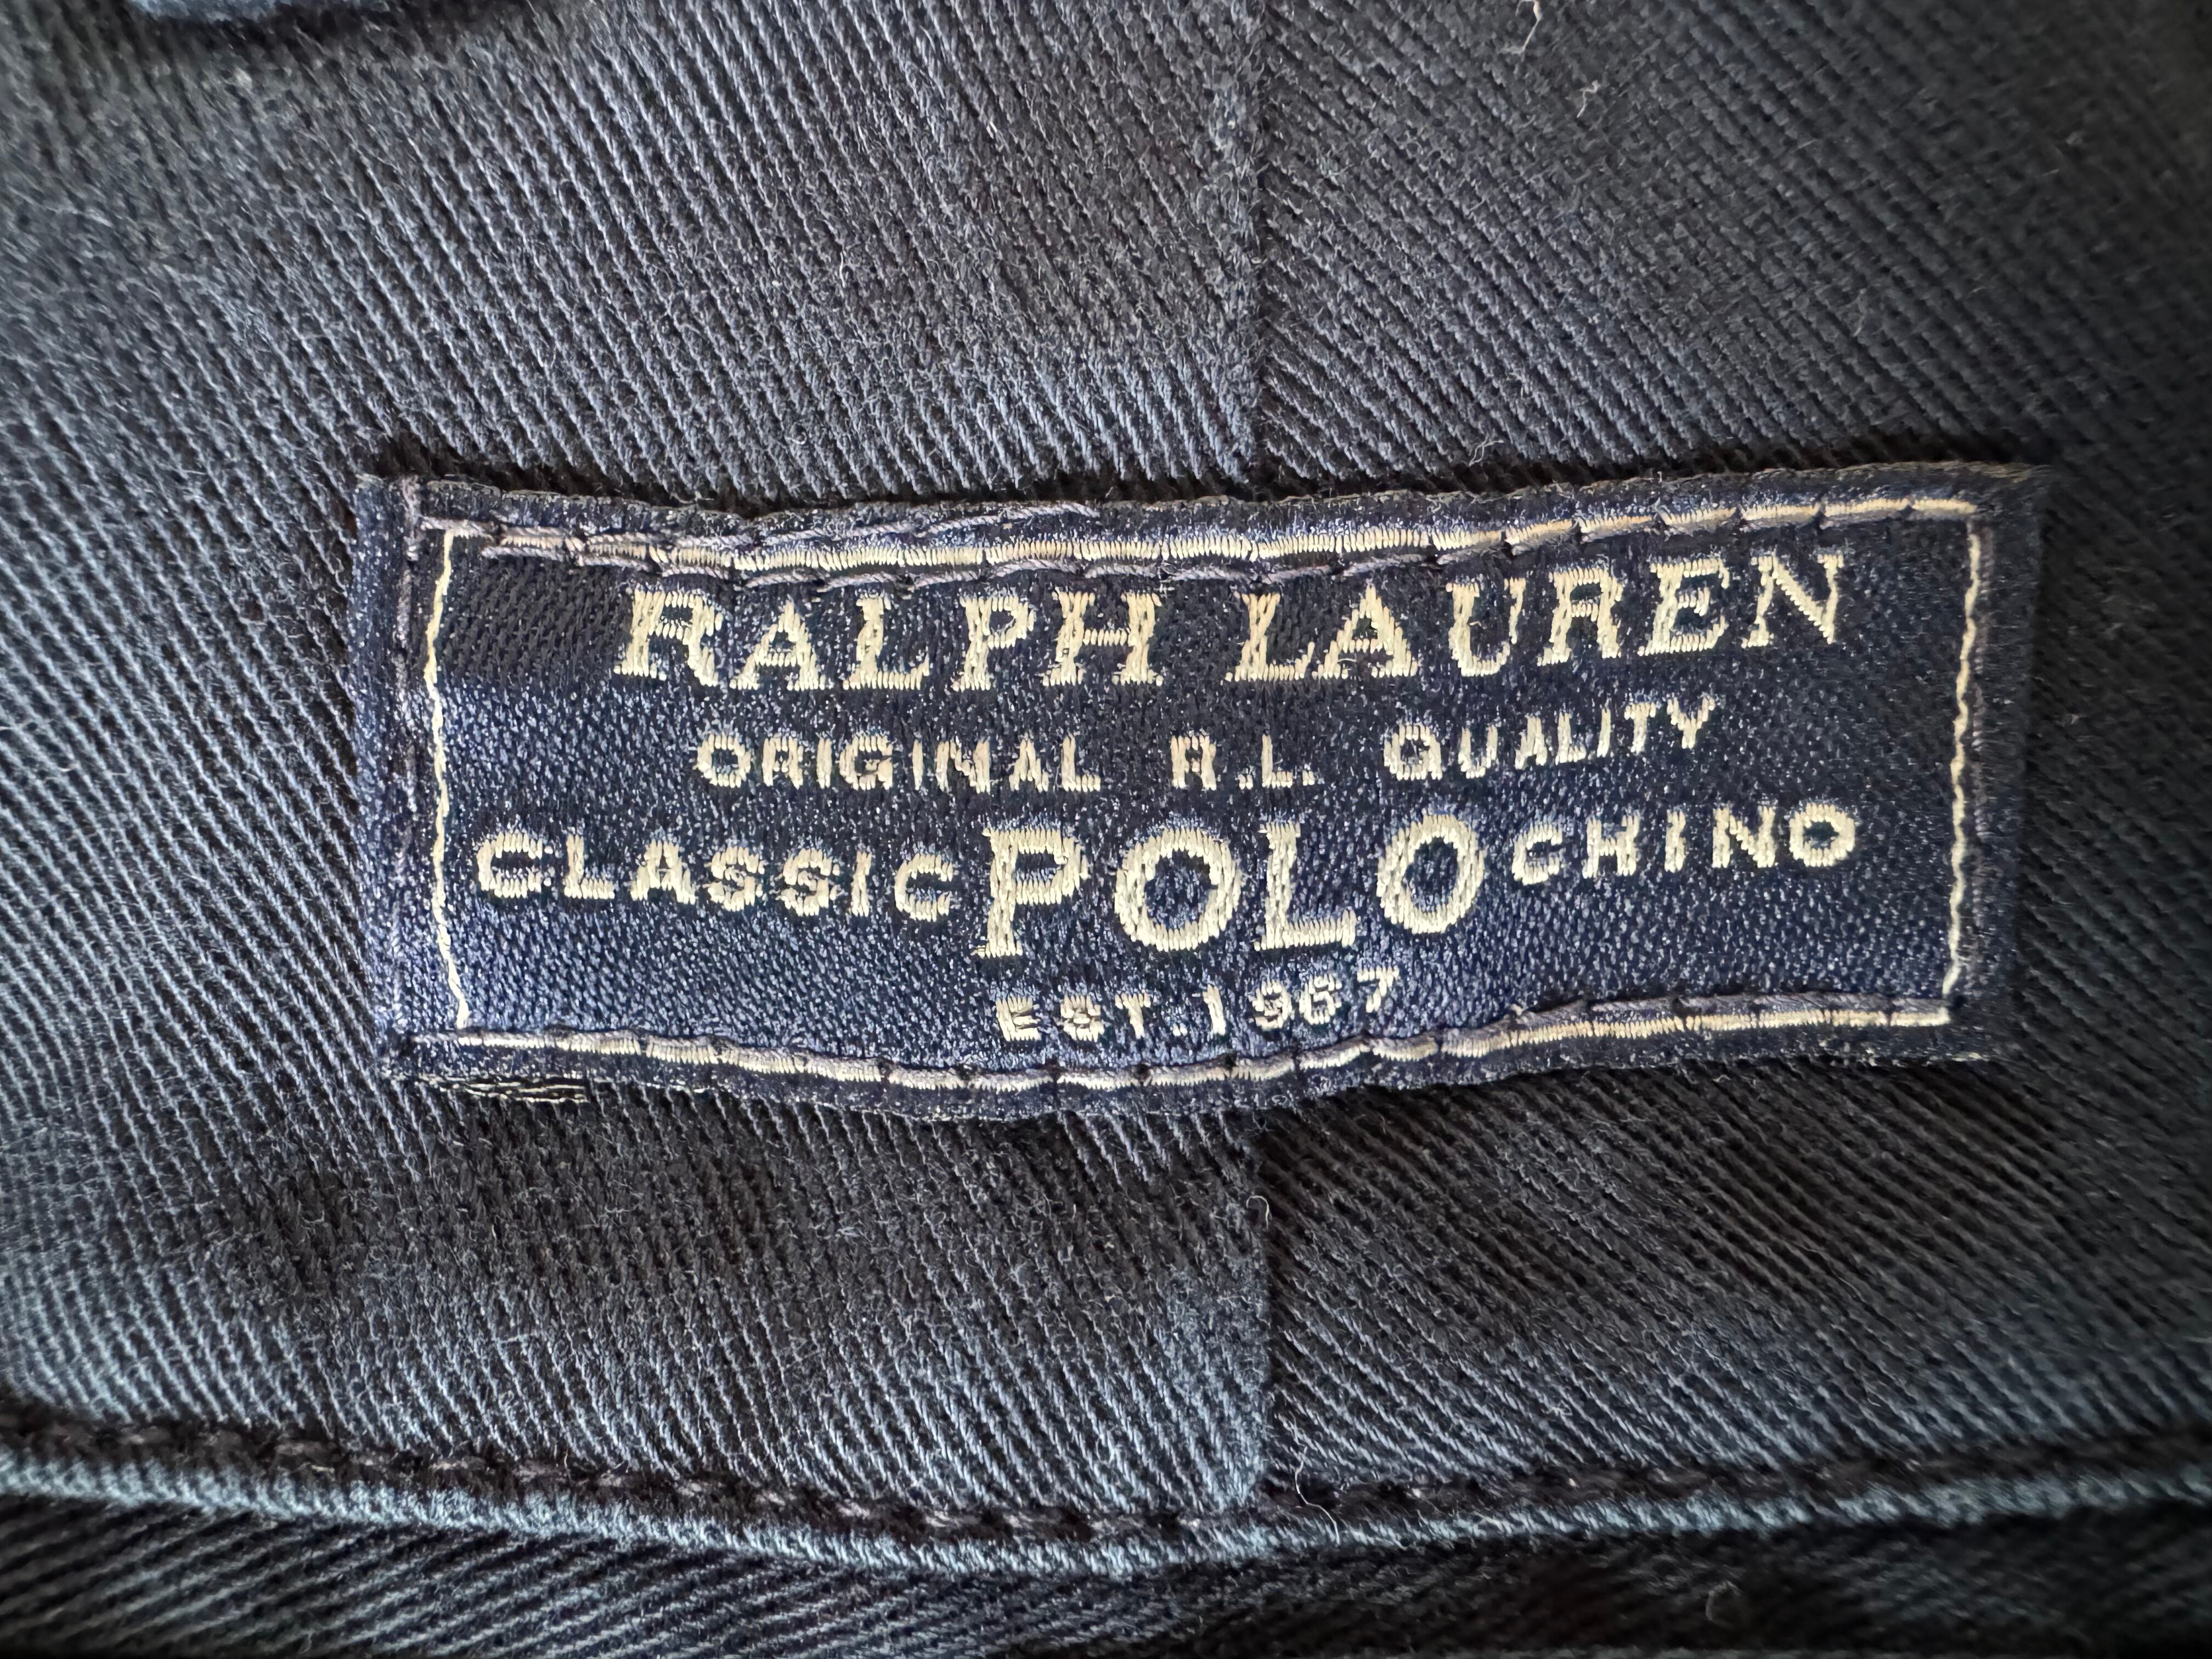 RALPH LAUREN
ORIGINAL R.L. QUALITY
CLASSIC POLO CHINO
EST. 1967